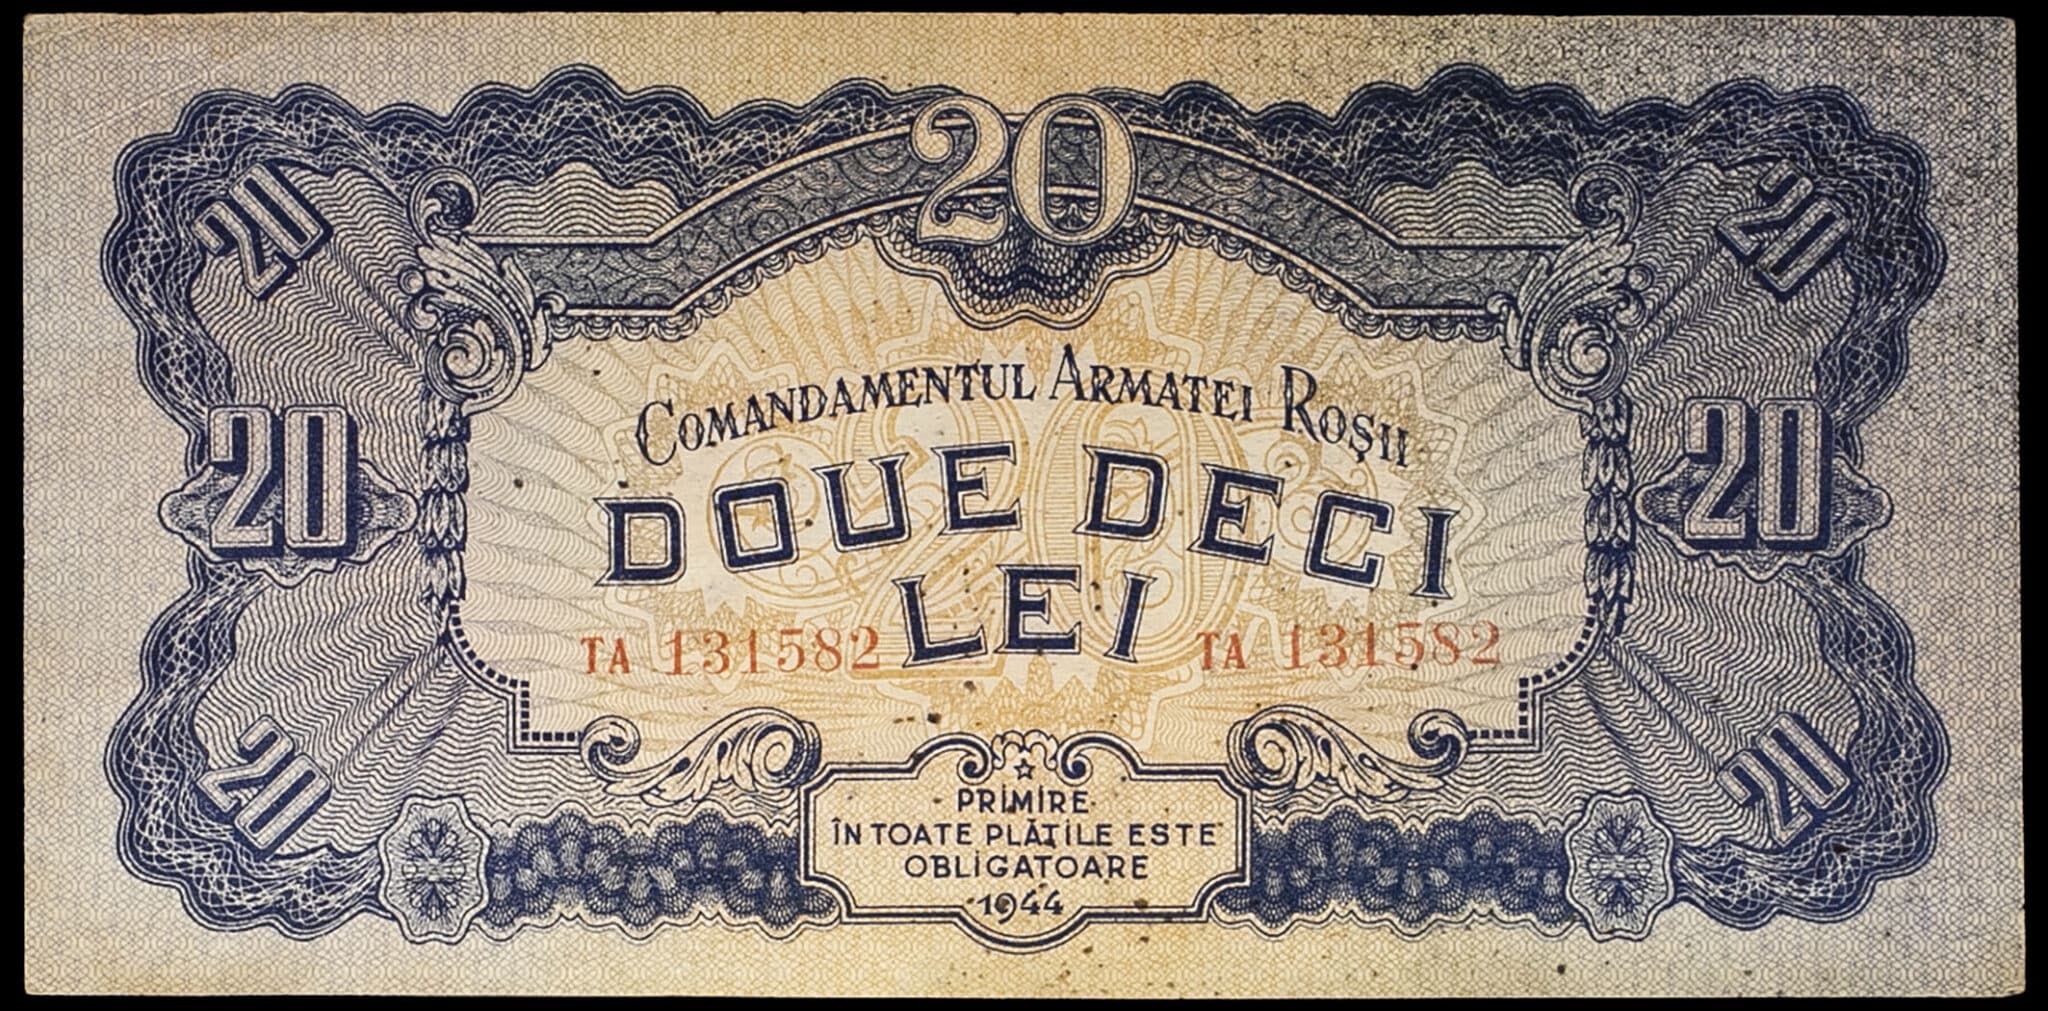 20
20 20
COMANDAMENTUL ARMATEI ROȘII
20 DOUE DECI 20
LEI
TA 131582 TA 131582
20 20
PRIMIRE
ÎN TOATE PLĂȚILE ESTE
OBLIGATOARE
1944